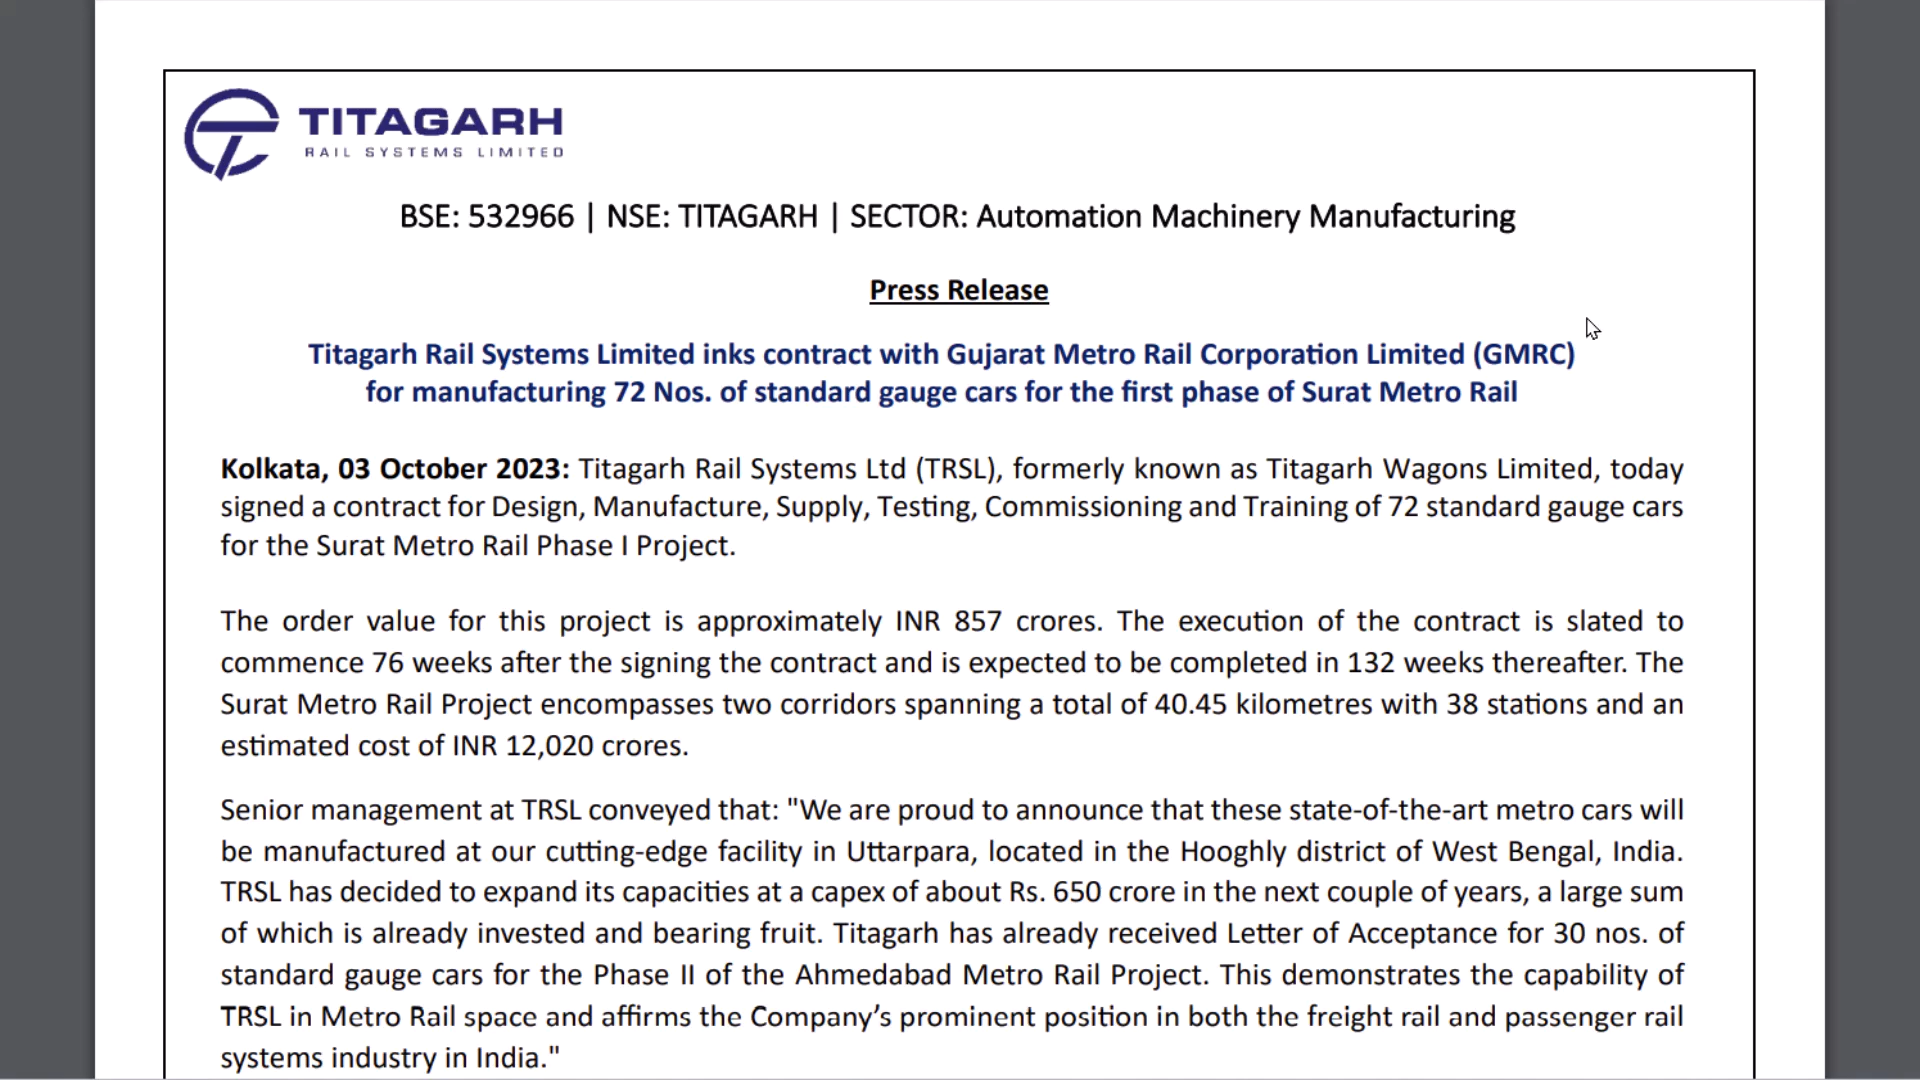 TITAGARH
RAIL SYSTEMS LIMITED
BSE: 532966 | NSE: TITAGARH | SECTOR: Automation Machinery Manufacturing
Press Release
Titagarh Rail Systems Limited inks contract with Gujarat Metro Rail Corporation Limited (GMRC)
for manufacturing 72 Nos. of standard gauge cars for the first phase of Surat Metro Rail
Kolkata, 03 October 2023: Titagarh Rail Systems Ltd (TRSL), formerly known as Titagarh Wagons Limited, today
signed a contract for Design, Manufacture, Supply, Testing, Commissioning and Training of 72 standard gauge cars
for the Surat Metro Rail Phase I Project.
The order value for this project is approximately INR 857 crores. The execution of the contract is slated to
commence 76 weeks after the signing the contract and is expected to be completed in 132 weeks thereafter. The
Surat Metro Rail Project encompasses two corridors spanning a total of 40.45 kilometres with 38 stations and an
estimated cost of INR 12,020 crores.
Senior management at TRSL conveyed that: "We are proud to announce that these state-of-the-art metro cars will
be manufactured at our cutting-edge facility in Uttarpara, located in the Hooghly district of West Bengal, India.
TRSL has decided to expand its capacities at a capex of about Rs. 650 crore in the next couple of years, a large sum
of which is already invested and bearing fruit. Titagarh has already received Letter of Acceptance for 30 nos. of
standard gauge cars for the Phase II of the Ahmedabad Metro Rail Project. This demonstrates the capability of
TRSL in Metro Rail space and affirms the Company’s prominent position in both the freight rail and passenger rail
systems industry in India."